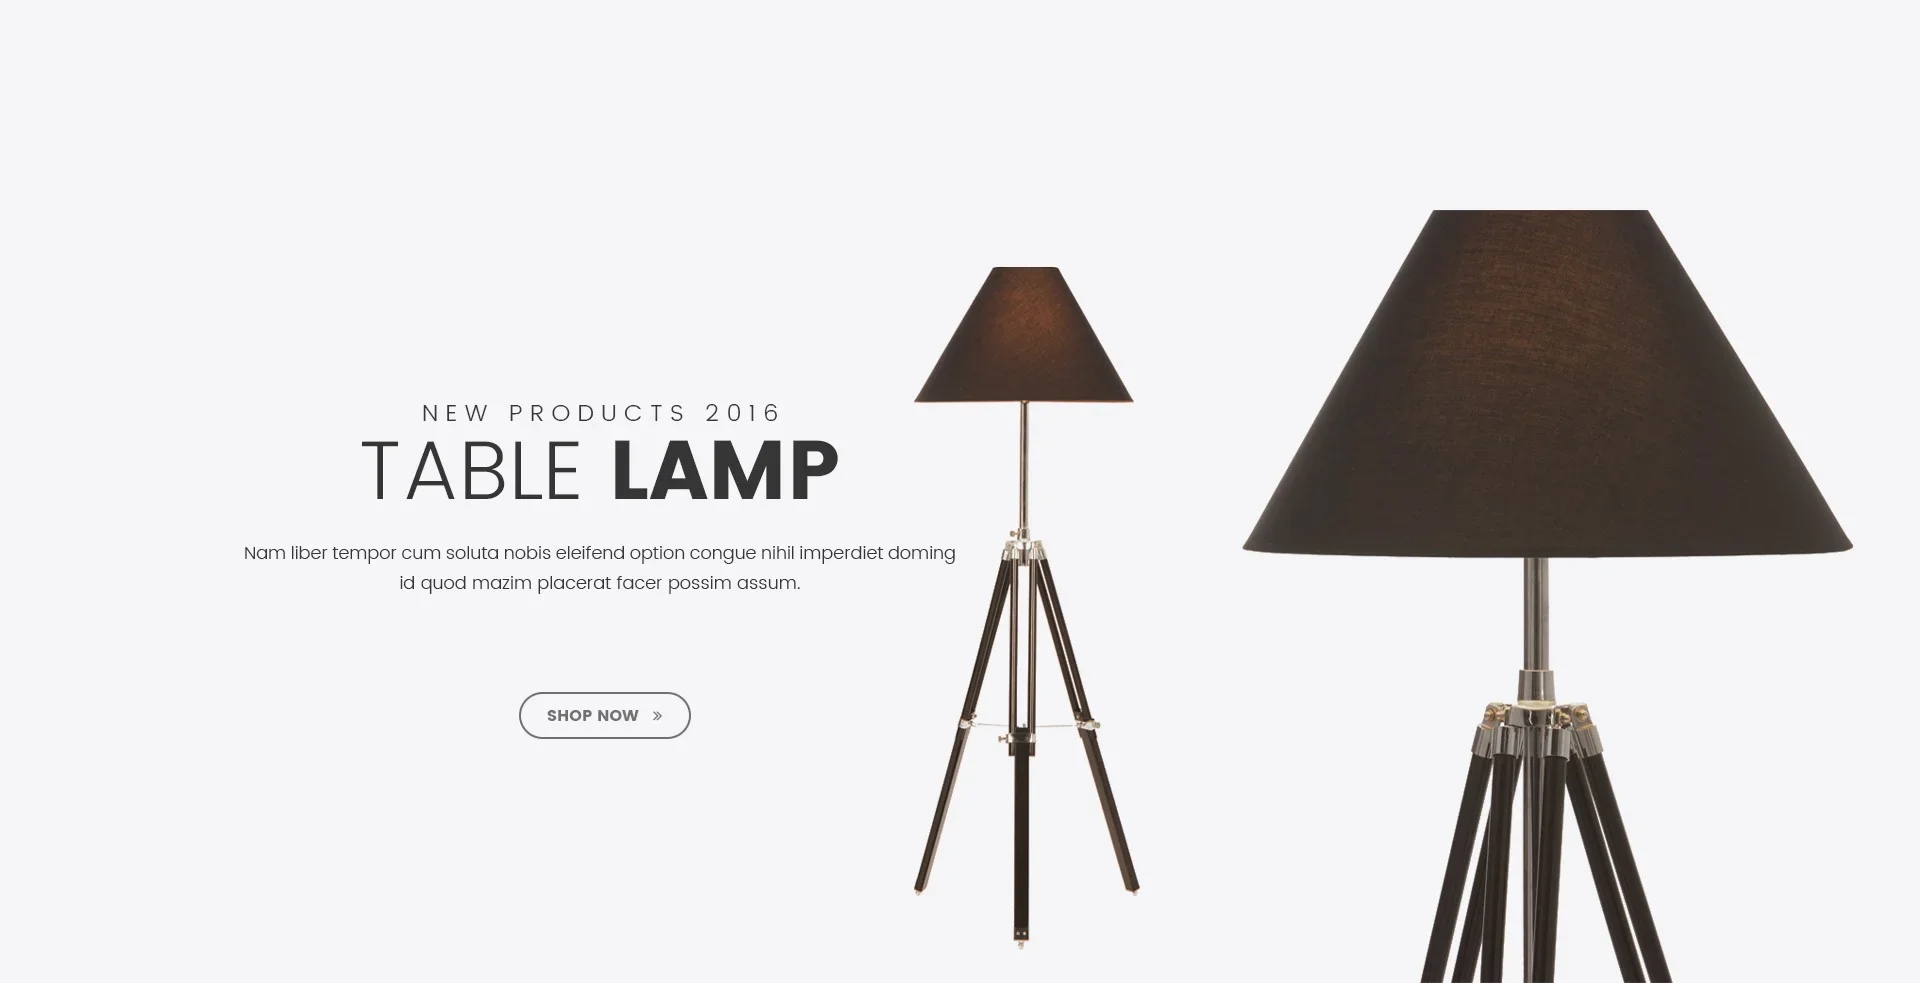 NEW PRODUCTS 2016
TABLE LAMP
Nam liber tempor cum soluta nobis eleifend option congue nihil imperdiet doming
id quod mazim placerat facer possim assum.
SHOP NOW »